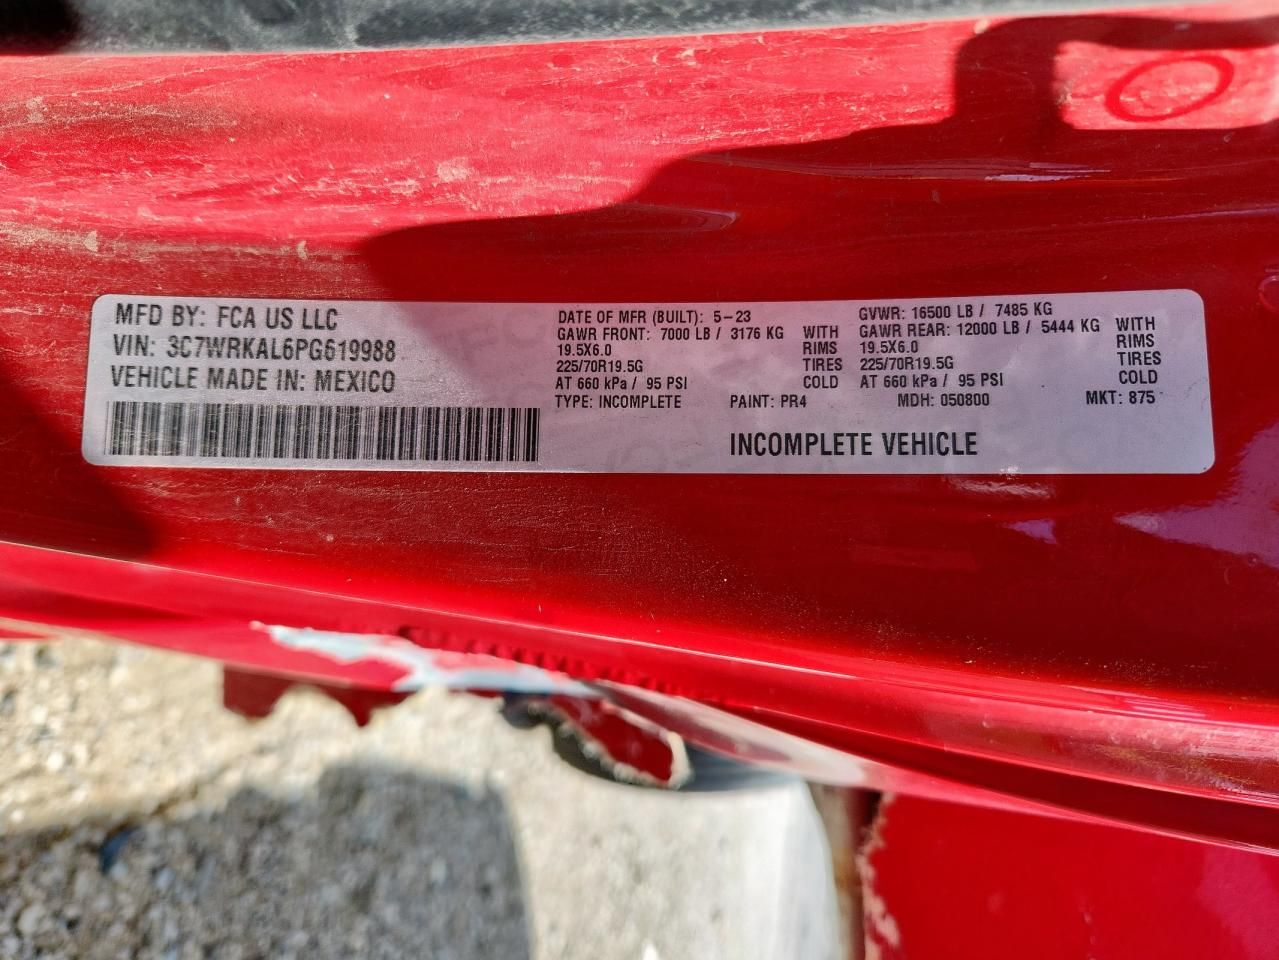 MFD BY: FCA US LLC
VIN: 3C7WRKAL6PG619988
VEHICLE MADE IN: MEXICO
DATE OF MFR (BUILT): 5-23
GAWR FRONT: 7000 LB / 3176 KG WITH
19.5X6.0 RIMS
225/70R19.5G TIRES
AT 660 kPa / 95 PSI COLD
TYPE: INCOMPLETE PAINT: PR4 MDH: 050800 MKT: 875
GVWR: 16500 LB / 7485 KG
GAWR REAR: 12000 LB / 5444 KG WITH
19.5X6.0 RIMS
225/70R19.5G TIRES
AT 660 kPa / 95 PSI COLD
INCOMPLETE VEHICLE